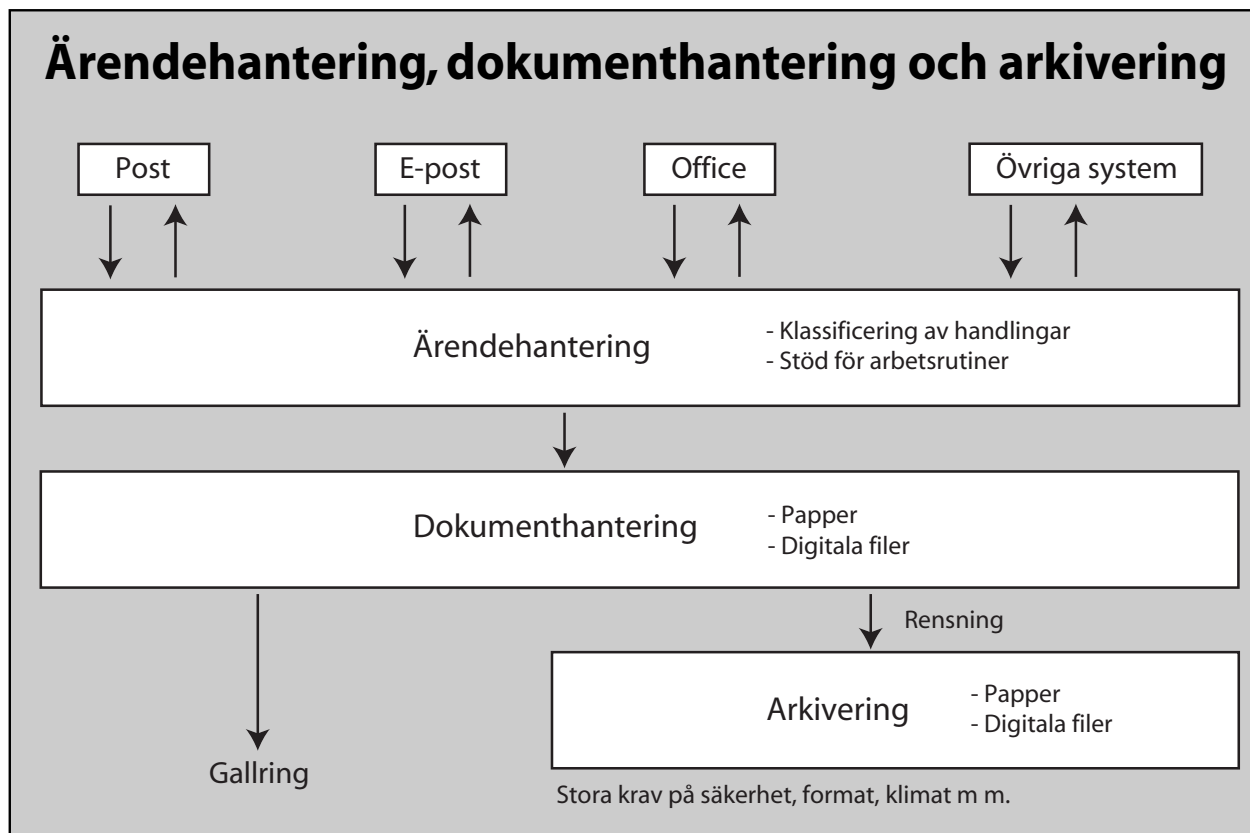 Ärendehantering, dokumenthantering och arkivering
Post
E-post
Office
Övriga system
Ärendehantering
- Klassificering av handlingar
- Stöd för arbetsrutiner
Dokumenthantering
- Papper
- Digitala filer
Rensning
Arkivering
- Papper
- Digitala filer
Gallring
Stora krav på säkerhet, format, klimat m m.